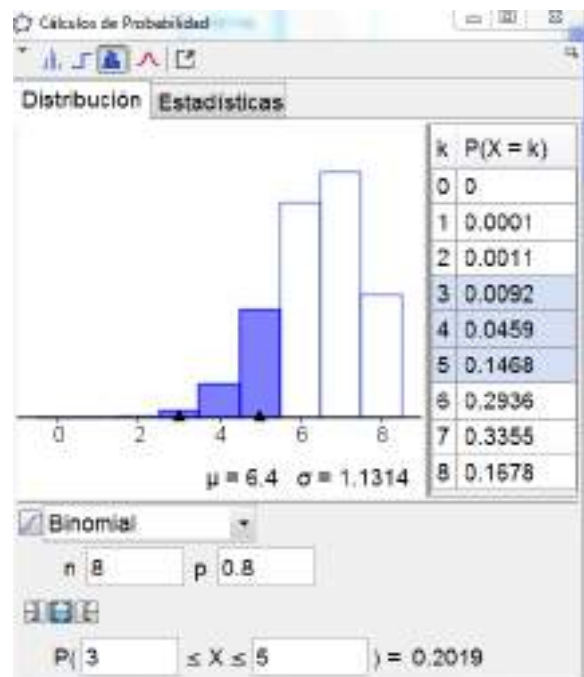 Cálculos de Probabilidad
Distribución Estadísticas
k P(X = k)
0 0
1 0.0001
2 0.0011
3 0.0092
4 0.0459
5 0.1468
6 0.2936
7 0.3355
8 0.1678
0 2 4 6 8
μ = 6.4 σ = 1.1314
Binomial
n 8 p 0.8
P( 3 ≤ X ≤ 5 ) = 0.2019